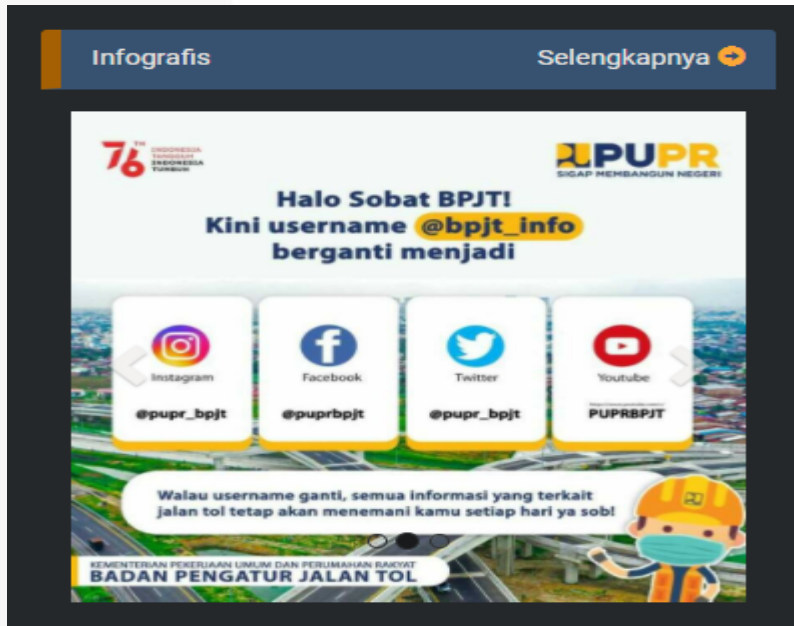 Infografis
Selengkapnya
76 TH
INDONESIA
TANGGUH
INDONESIA
TUMBUH
PUPR
SIGAP MEMBANGUN NEGERI
Halo Sobat BPJT!
Kini username @bpjt_info
berganti menjadi
Instagram
@pupr_bpjt
Facebook
@puprbpjt
Twitter
@pupr_bpjt
Youtube
PUPRBPJT
Walau username ganti, semua informasi yang terkait
jalan tol tetap akan menemani kamu setiap hari ya sob!
KEMENTERIAN PEKERJAAN UMUM DAN PERUMAHAN RAKYAT
BADAN PENGATUR JALAN TOL